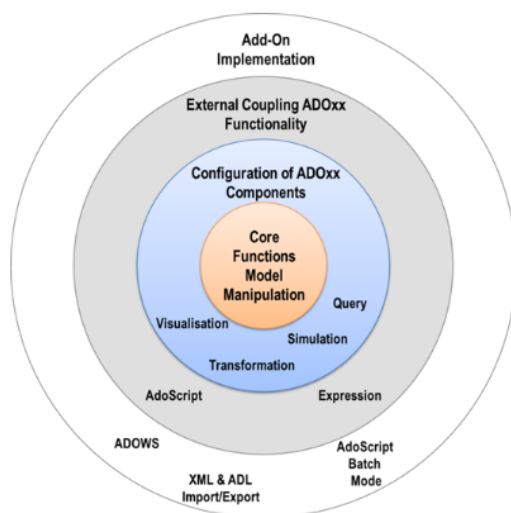 Add-On
Implementation
External Coupling ADOxx
Functionality
Configuration of ADOxx
Components
Core
Functions
Model
Manipulation
Query
Visualisation
Simulation
Transformation
AdoScript
Expression
ADOWS
AdoScript
Batch
Mode
XML & ADL
Import/Export